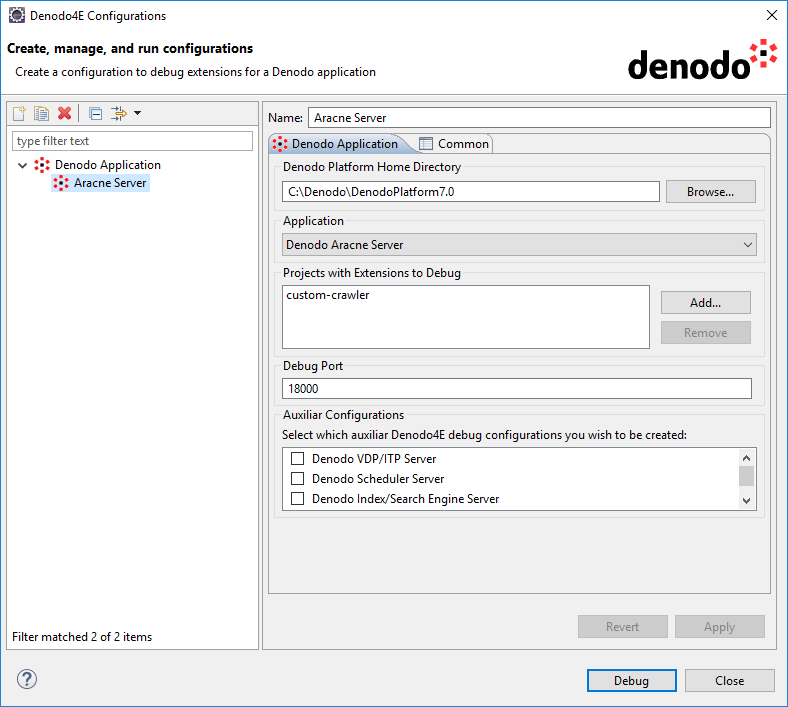 Denodo4E Configurations
Create, manage, and run configurations
Create a configuration to debug extensions for a Denodo application
denodo
type filter text
Denodo Application
Aracne Server
Filter matched 2 of 2 items
Name: Aracne Server
Denodo Application Common
Denodo Platform Home Directory
C:\Denodo\DenodoPlatform7.0 Browse...
Application
Denodo Aracne Server
Projects with Extensions to Debug
custom-crawler
Add...
Remove
Debug Port
18000
Auxiliar Configurations
Select which auxiliar Denodo4E debug configurations you wish to be created:
Denodo VDP/ITP Server
Denodo Scheduler Server
Denodo Index/Search Engine Server
Revert Apply
? Debug Close